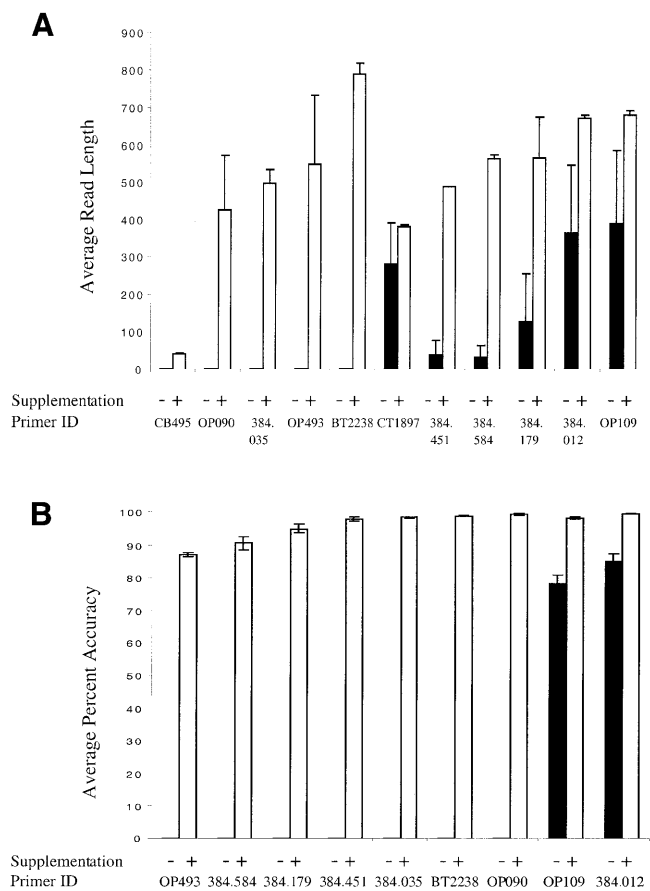 A
900
800
700
600
500
400
300
200
100
0
Average Read Length
Supplementation - + - + - + - + - + - + - + - + - + - + - +
Primer ID CB495 OP090 384. OP493 BT2238 CT1897 384. 384. 384. 384. OP109
035 451 584 179 012
B
100
90
80
70
60
50
40
30
20
10
0
Average Percent Accuracy
Supplementation - + - + - + - + - + - + - + - + - +
Primer ID OP493 384.584 384.179 384.451 384.035 BT2238 OP090 OP109 384.012